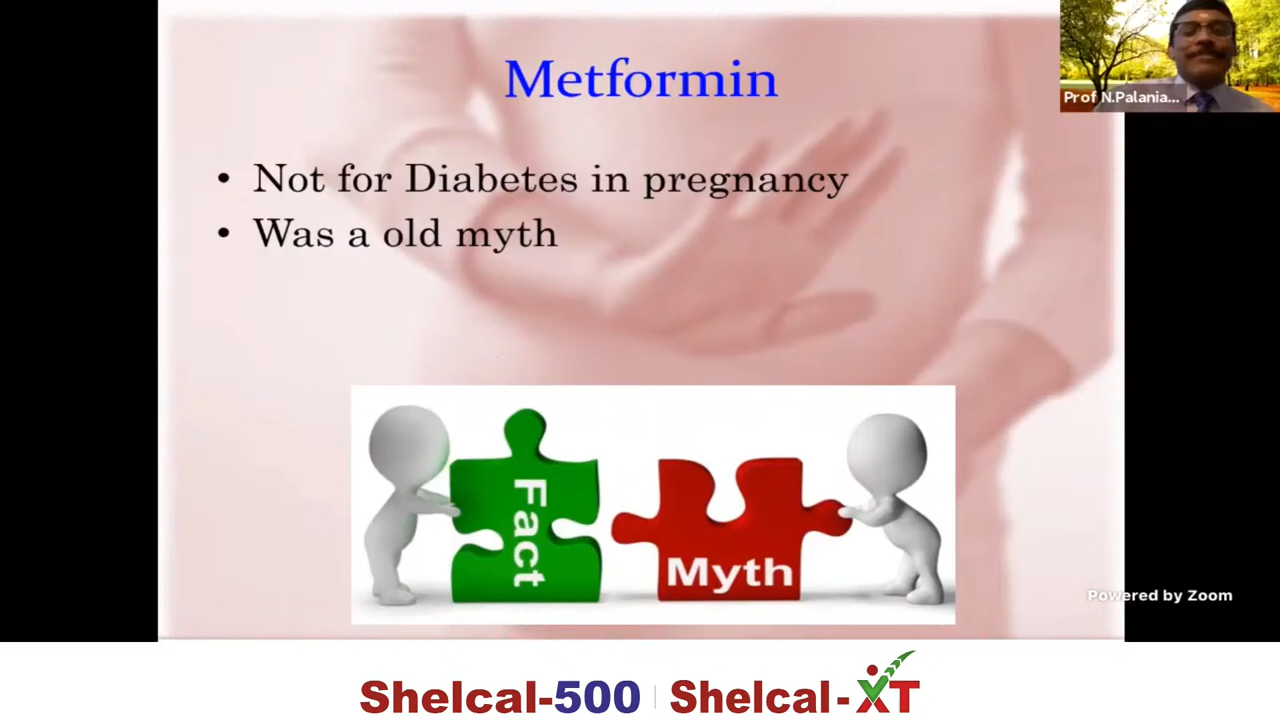 Metformin
Prof N.Palania...
• Not for Diabetes in pregnancy
• Was a old myth
Fact
Myth
Powered by Zoom
Shelcal-500 | Shelcal-XT